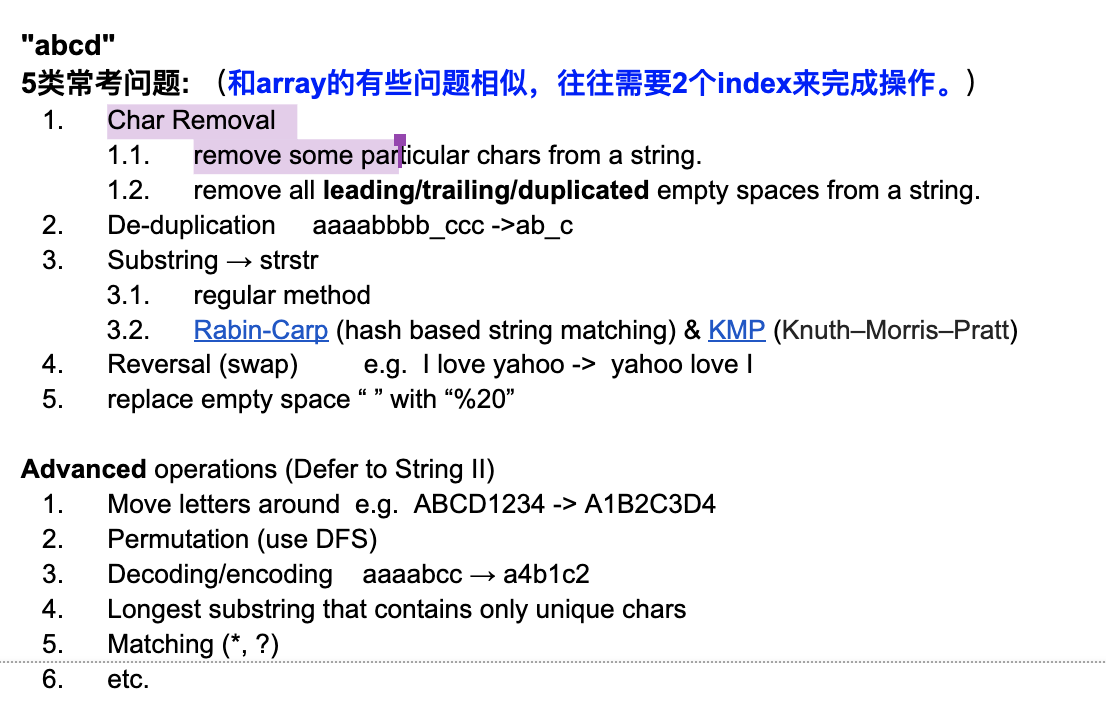 "abcd"
5类常考问题: （和array的有些问题相似，往往需要2个index来完成操作。）
1. Char Removal
1.1. remove some particular chars from a string.
1.2. remove all leading/trailing/duplicated empty spaces from a string.
2. De-duplication aaaabbbb_ccc ->ab_c
3. Substring → strstr
3.1. regular method
3.2. Rabin-Carp (hash based string matching) & KMP (Knuth–Morris–Pratt)
4. Reversal (swap) e.g. I love yahoo -> yahoo love I
5. replace empty space “ ” with “%20”
Advanced operations (Defer to String II)
1. Move letters around e.g. ABCD1234 -> A1B2C3D4
2. Permutation (use DFS)
3. Decoding/encoding aaaabcc → a4b1c2
4. Longest substring that contains only unique chars
5. Matching (*, ?)
6. etc.